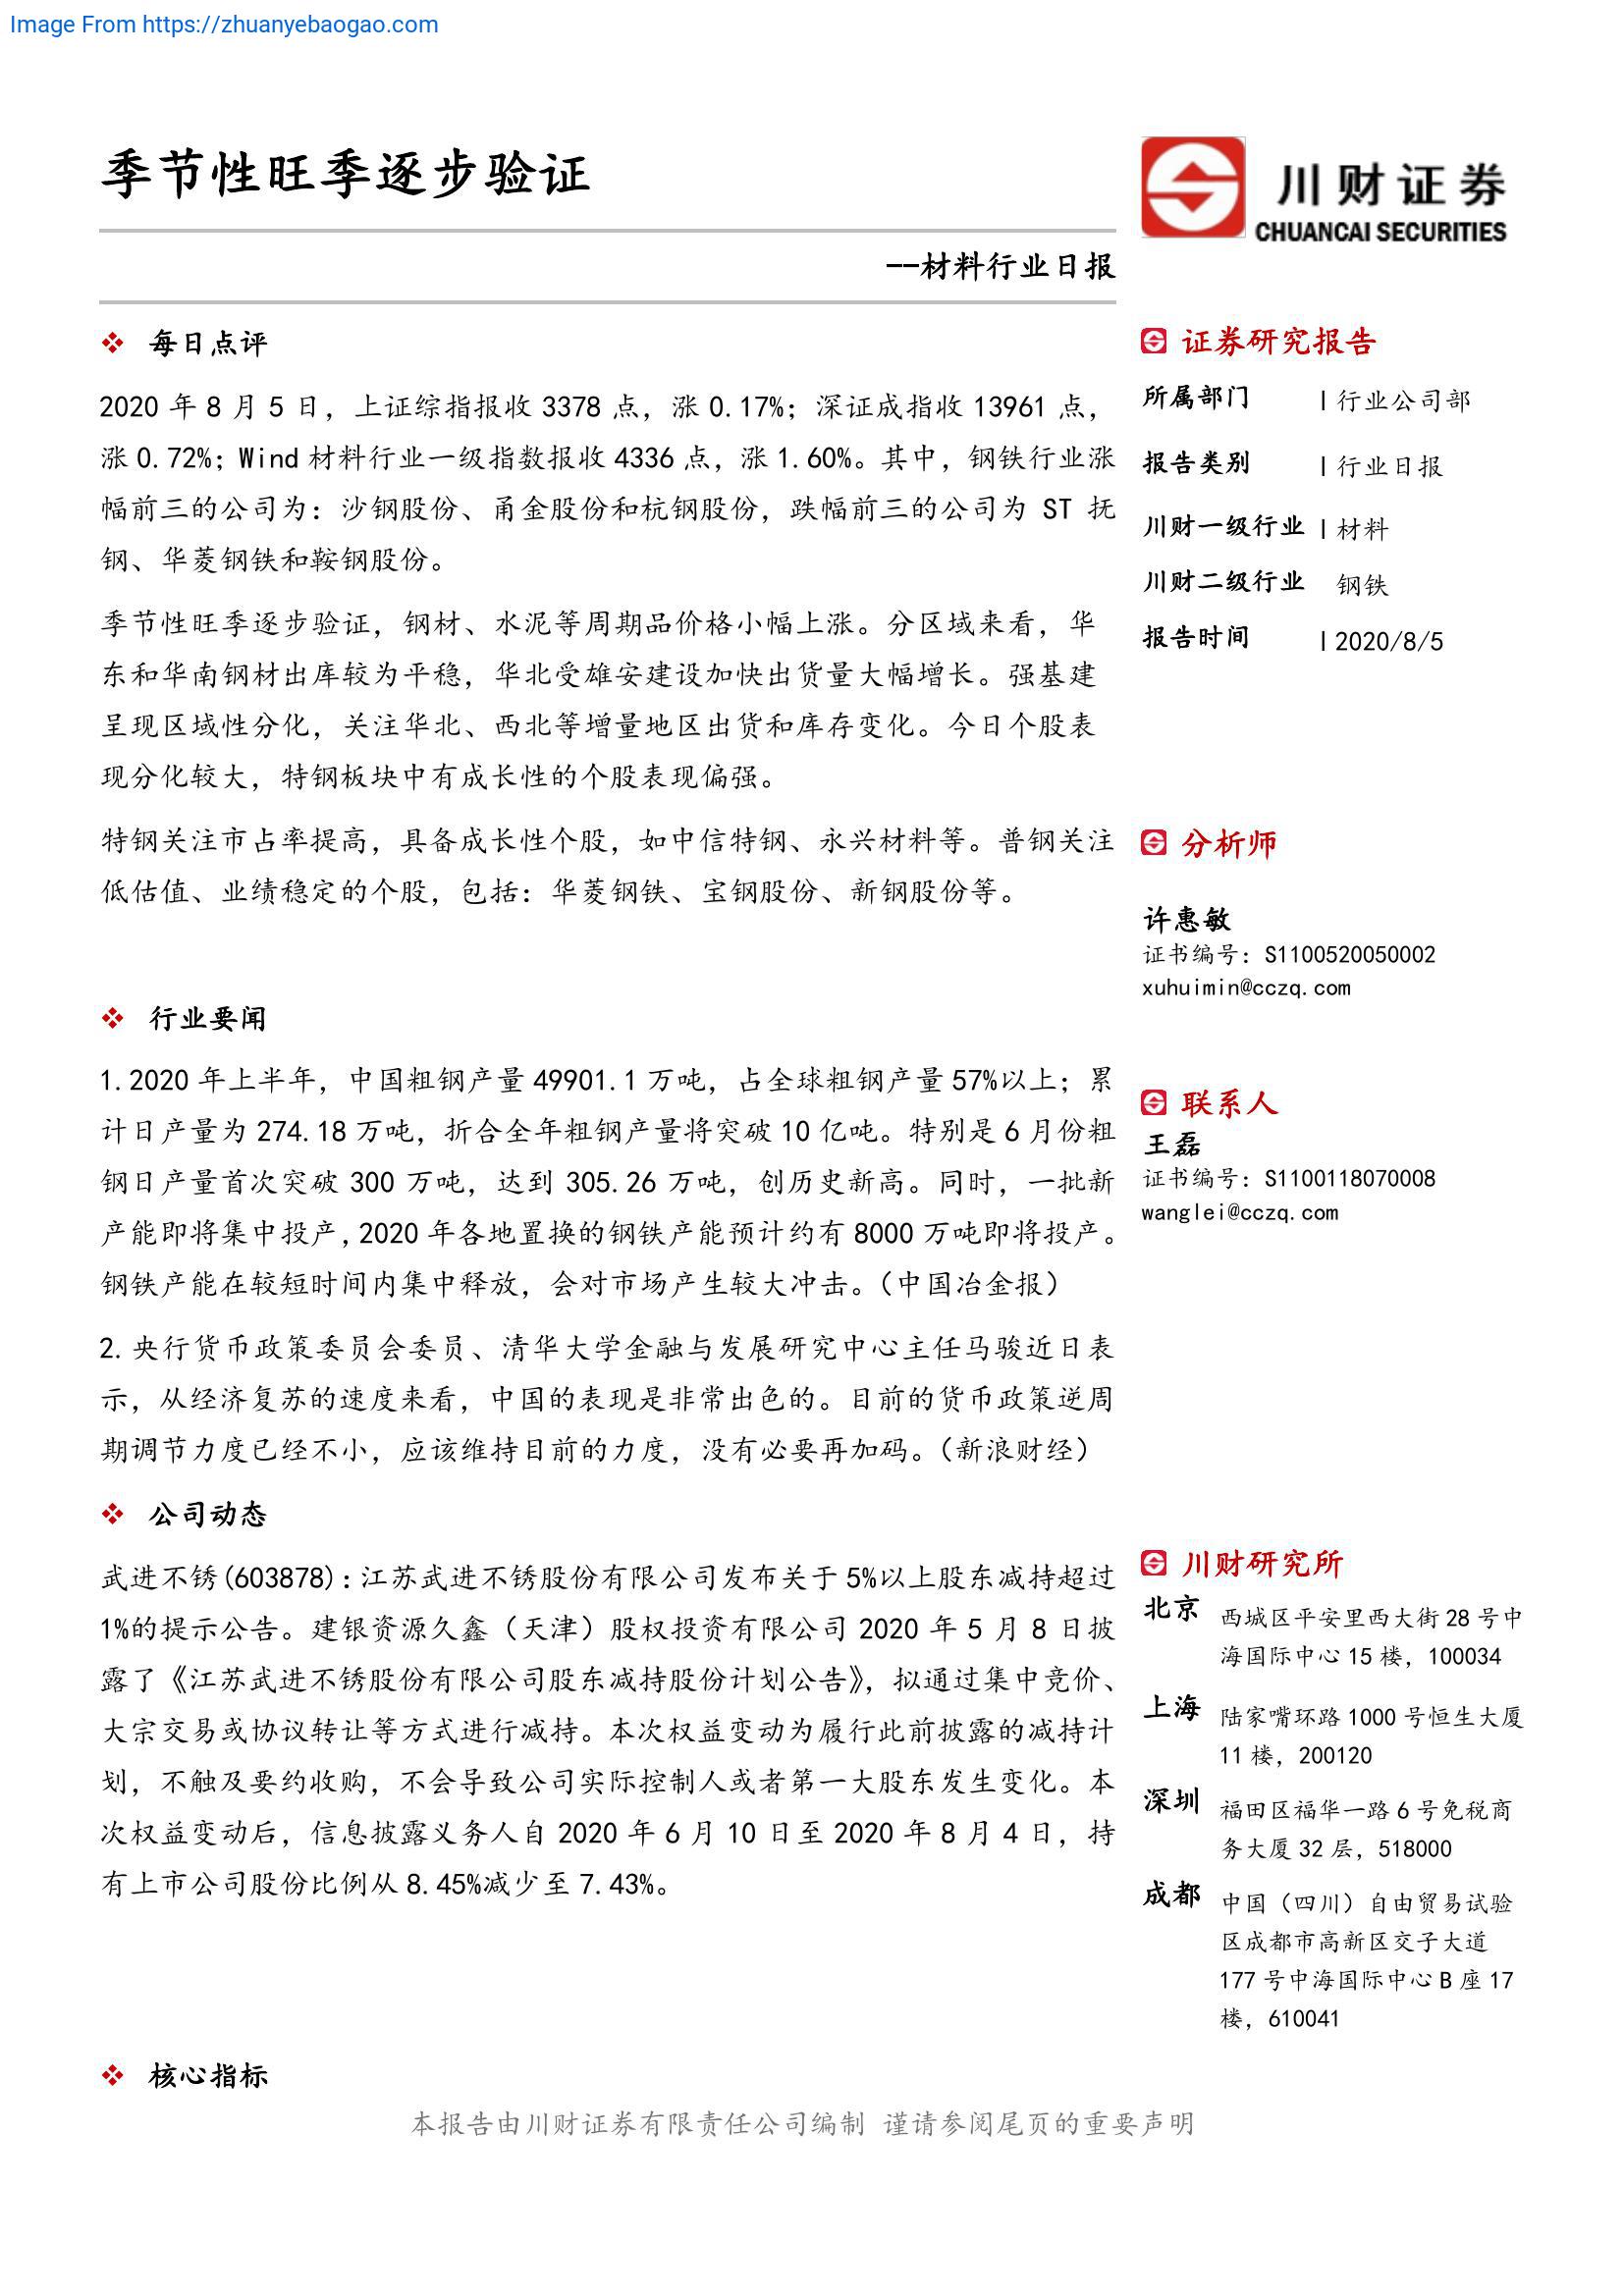 Image From https://zhuanyebaogao.com
季节性旺季逐步验证
——材料行业日报
川财证券
CHUANCAI SECURITIES
❖ 每日点评
2020 年 8 月 5 日，上证综指报收 3378 点，涨 0.17%；深证成指收 13961 点，
涨 0.72%；Wind 材料行业一级指数报收 4336 点，涨 1.60%。其中，钢铁行业涨
幅前三的公司为：沙钢股份、甬金股份和杭钢股份，跌幅前三的公司为 ST 抚
钢、华菱钢铁和鞍钢股份。
季节性旺季逐步验证，钢材、水泥等周期品价格小幅上涨。分区域来看，华
东和华南钢材出库较为平稳，华北受雄安建设加快出货量大幅增长。强基建
呈现区域性分化，关注华北、西北等增量地区出货和库存变化。今日个股表
现分化较大，特钢板块中有成长性的个股表现偏强。
特钢关注市占率提高，具备成长性个股，如中信特钢、永兴材料等。普钢关注
低估值、业绩稳定的个股，包括：华菱钢铁、宝钢股份、新钢股份等。
❖ 行业要闻
1.2020 年上半年，中国粗钢产量 49901.1 万吨，占全球粗钢产量 57%以上；累
计日产量为 274.18 万吨，折合全年粗钢产量将突破 10 亿吨。特别是 6 月份粗
钢日产量首次突破 300 万吨，达到 305.26 万吨，创历史新高。同时，一批新
产能即将集中投产,2020 年各地置换的钢铁产能预计约有 8000 万吨即将投产。
钢铁产能在较短时间内集中释放，会对市场产生较大冲击。（中国冶金报）
2.央行货币政策委员会委员、清华大学金融与发展研究中心主任马骏近日表
示，从经济复苏的速度来看，中国的表现是非常出色的。目前的货币政策逆周
期调节力度已经不小，应该维持目前的力度，没有必要再加码。（新浪财经）
❖ 公司动态
武进不锈(603878):江苏武进不锈股份有限公司发布关于 5%以上股东减持超过
1%的提示公告。建银资源久鑫（天津）股权投资有限公司 2020 年 5 月 8 日披
露了《江苏武进不锈股份有限公司股东减持股份计划公告》，拟通过集中竞价、
大宗交易或协议转让等方式进行减持。本次权益变动为履行此前披露的减持计
划，不触及要约收购，不会导致公司实际控制人或者第一大股东发生变化。本
次权益变动后，信息披露义务人自 2020 年 6 月 10 日至 2020 年 8 月 4 日，持
有上市公司股份比例从 8.45%减少至 7.43%。
❖ 核心指标
证券研究报告
所属部门 | 行业公司部
报告类别 | 行业日报
川财一级行业 | 材料
川财二级行业 钢铁
报告时间 | 2020/8/5
分析师
许惠敏
证书编号：S1100520050002
xuhuimin@cczq.com
联系人
王磊
证书编号：S1100118070008
wanglei@cczq.com
川财研究所
北京 西城区平安里西大街 28 号中
海国际中心 15 楼，100034
上海 陆家嘴环路 1000 号恒生大厦
11 楼，200120
深圳 福田区福华一路 6 号免税商
务大厦 32 层，518000
成都 中国（四川）自由贸易试验
区成都市高新区交子大道
177 号中海国际中心 B 座 17
楼，610041
本报告由川财证券有限责任公司编制 谨请参阅尾页的重要声明